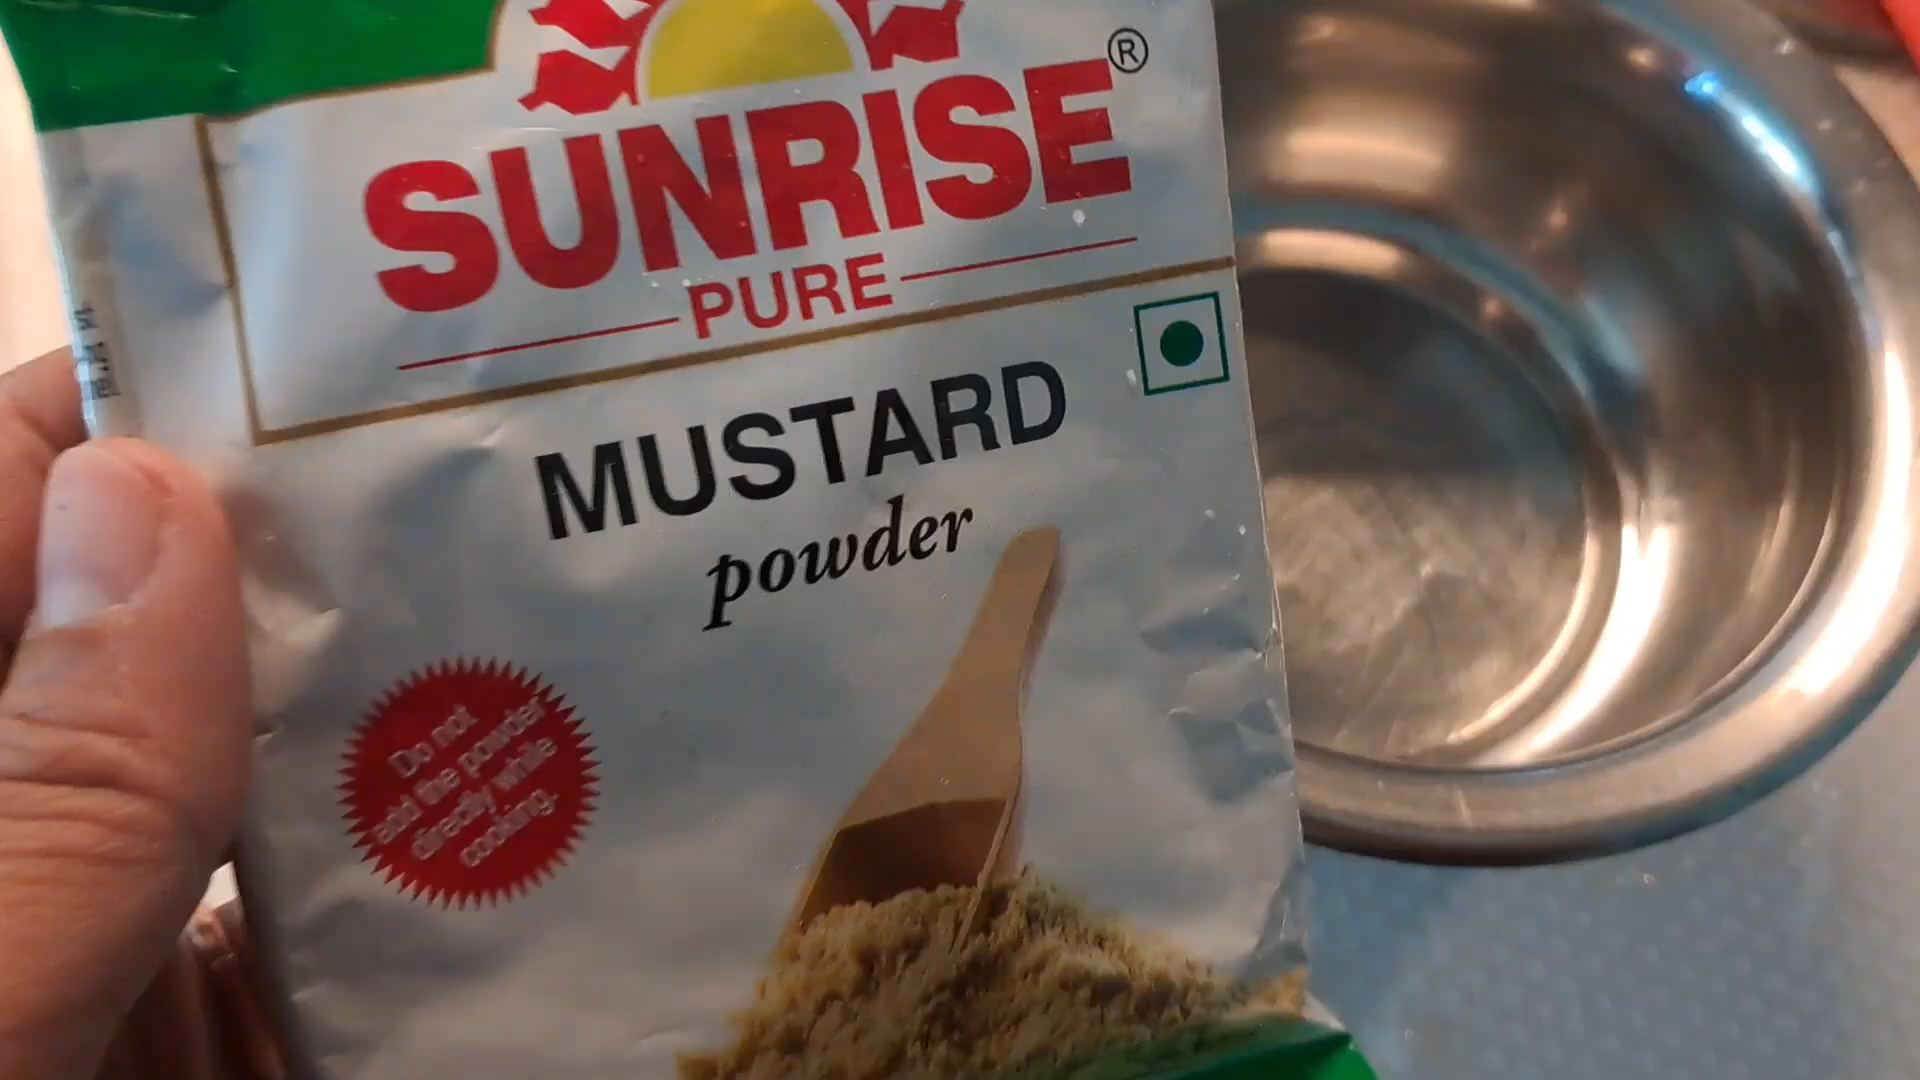 SUNRISE®
PURE
MUSTARD
powder
Do not
add the powder
directly while
cooking.